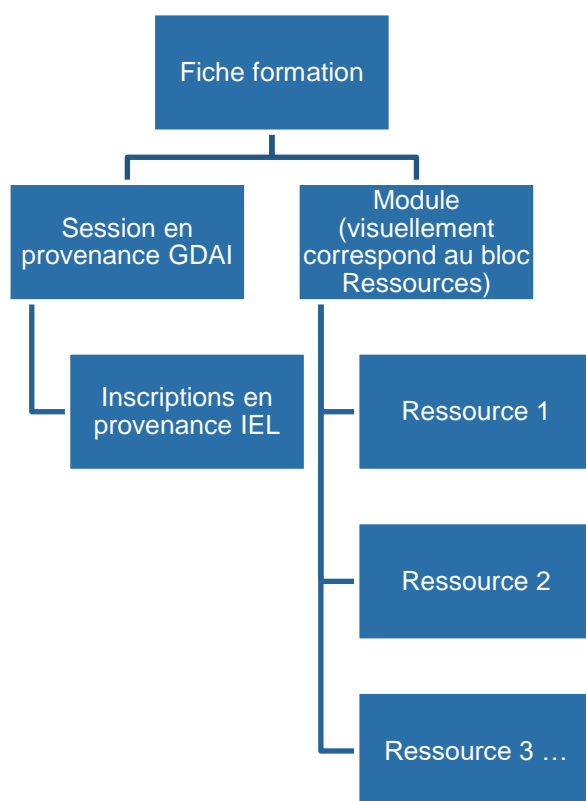 Fiche formation
Session en
provenance GDAI
Module
(visuellement
correspond au bloc
Ressources)
Inscriptions en
provenance IEL
Ressource 1
Ressource 2
Ressource 3 …